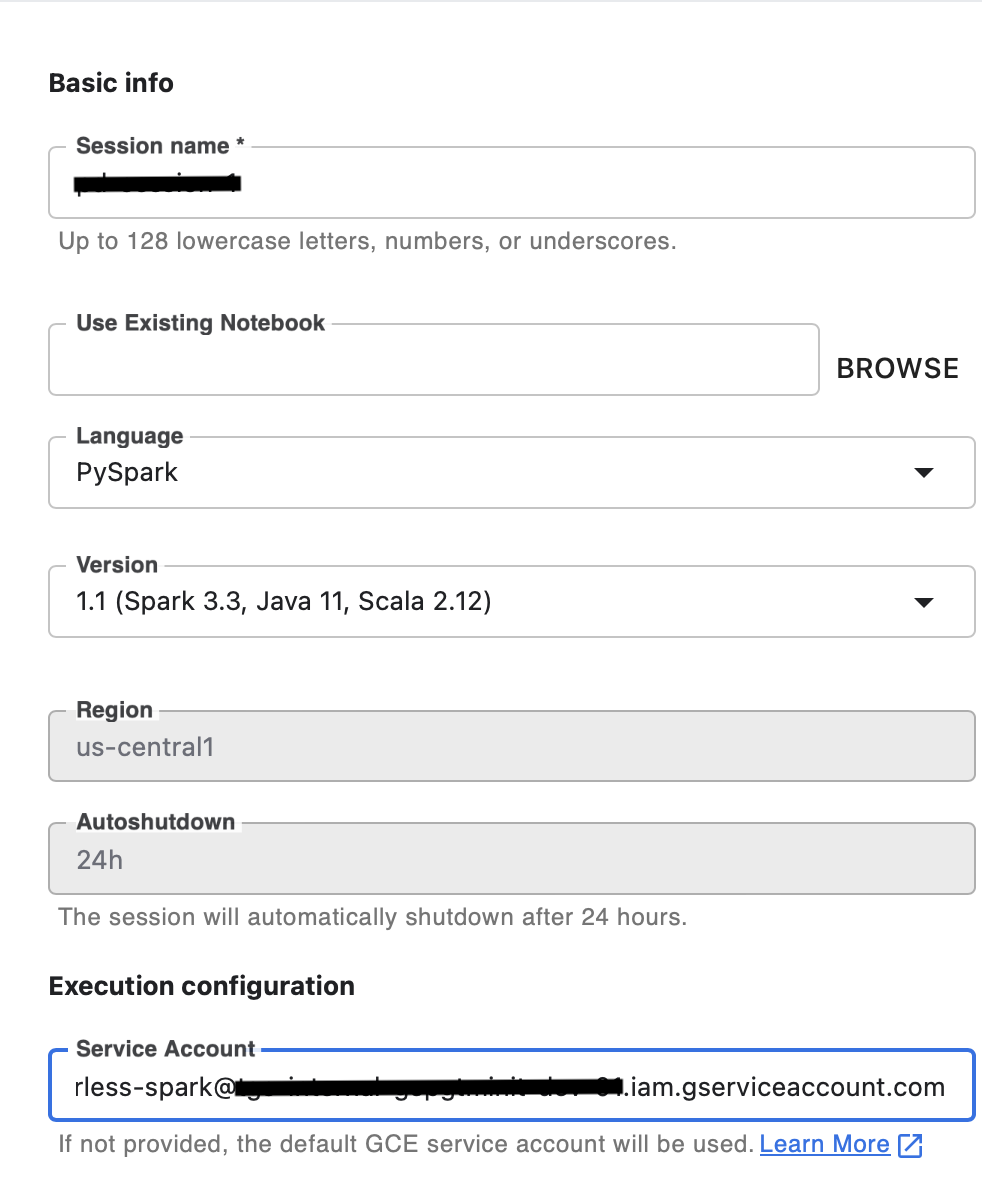 Basic info
Session name *
Up to 128 lowercase letters, numbers, or underscores.
Use Existing Notebook
BROWSE
Language
PySpark
Version
1.1 (Spark 3.3, Java 11, Scala 2.12)
Region
us-central1
Autoshutdown
24h
The session will automatically shutdown after 24 hours.
Execution configuration
Service Account
rless-spark@ .iam.gserviceaccount.com
If not provided, the default GCE service account will be used. Learn More